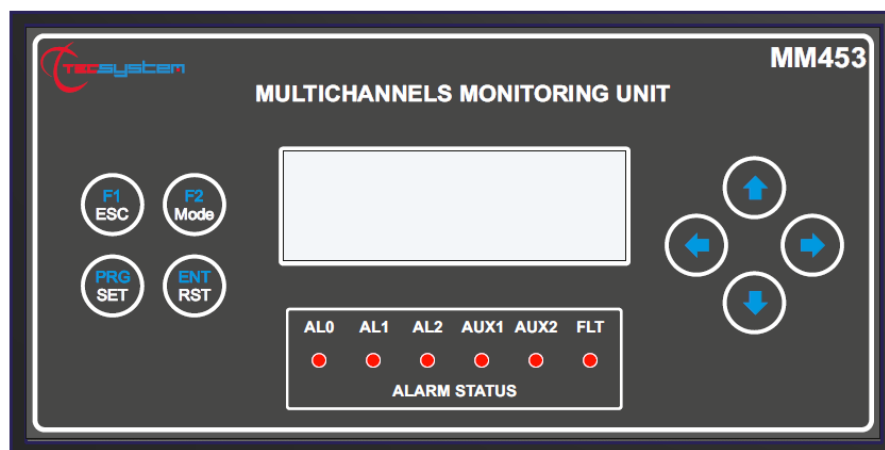 TECSYSTEM
MM453
MULTICHANNELS MONITORING UNIT
F1
ESC
F2
Mode
PRG
SET
ENT
RST
AL0 AL1 AL2 AUX1 AUX2 FLT
ALARM STATUS